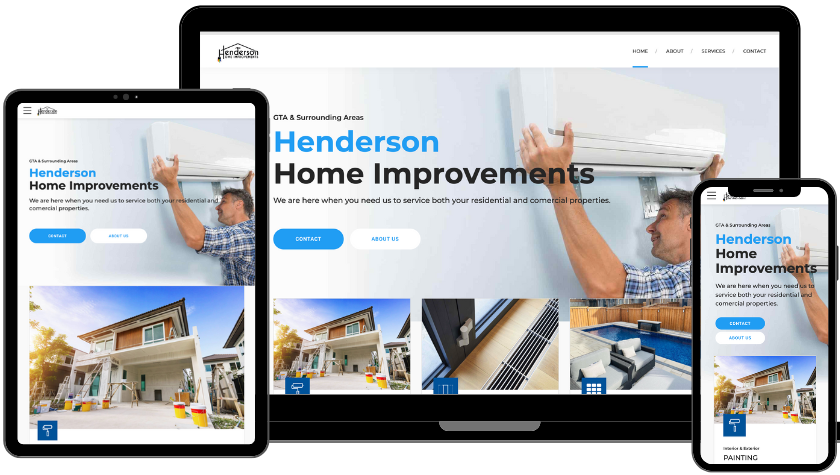 Henderson
HOME IMPROVEMENTS
HOME / ABOUT / SERVICES / CONTACT
GTA & Surrounding Areas
Henderson
Home Improvements
We are here when you need us to service both your residential and comercial properties.
CONTACT
ABOUT US
Henderson
GTA & Surrounding Areas
Henderson
Home Improvements
We are here when you need us to service both your residential and
comercial properties.
CONTACT
ABOUT US
Henderson
GTA & Surrounding Areas
Henderson
Home
Improvements
We are here when you need us to
service both your residential and
comercial properties.
CONTACT
ABOUT US
Interior & Exterior
PAINTING